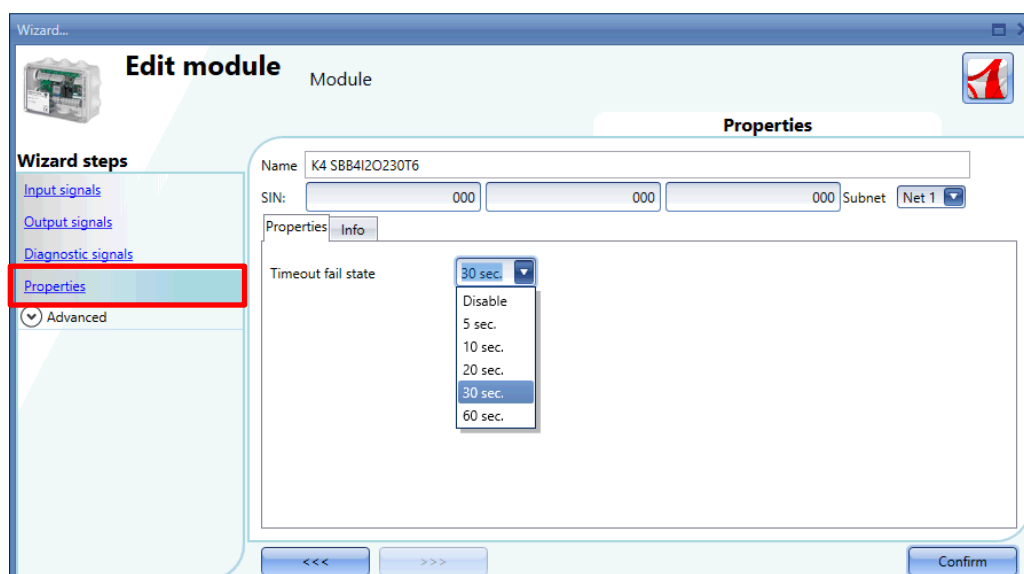 Wizard...
Edit module
Module
Properties
Wizard steps
Input signals
Output signals
Diagnostic signals
Properties
Advanced
Name K4 SBB4I2O230T6
SIN: 000 000 000 Subnet Net 1
Properties Info
Timeout fail state 30 sec.
Disable
5 sec.
10 sec.
20 sec.
30 sec.
60 sec.
<<< >>> Confirm